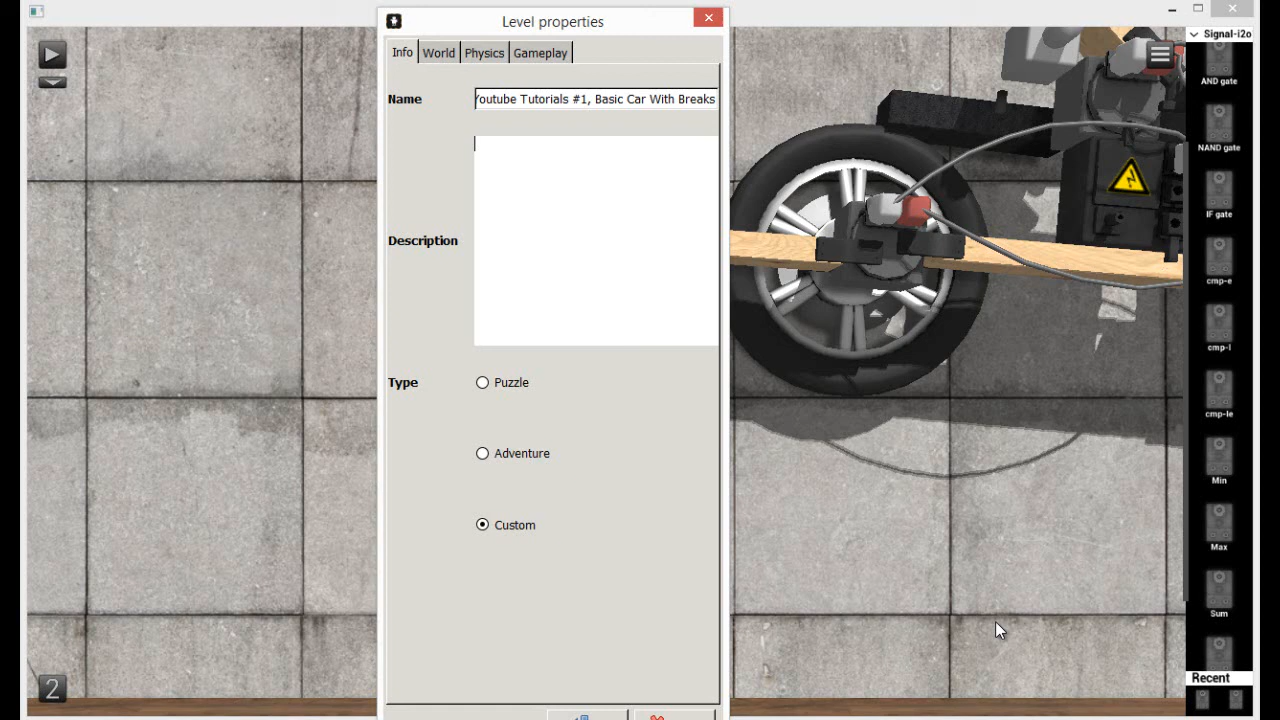 Level properties
Signal-i2o
Info World Physics Gameplay
Name
Youtube Tutorials #1, Basic Car With Breaks
Description
Type
Puzzle
Adventure
Custom
AND gate
NAND gate
IF gate
cmp-e
cmp-l
cmp-le
Min
Max
Sum
Recent
2